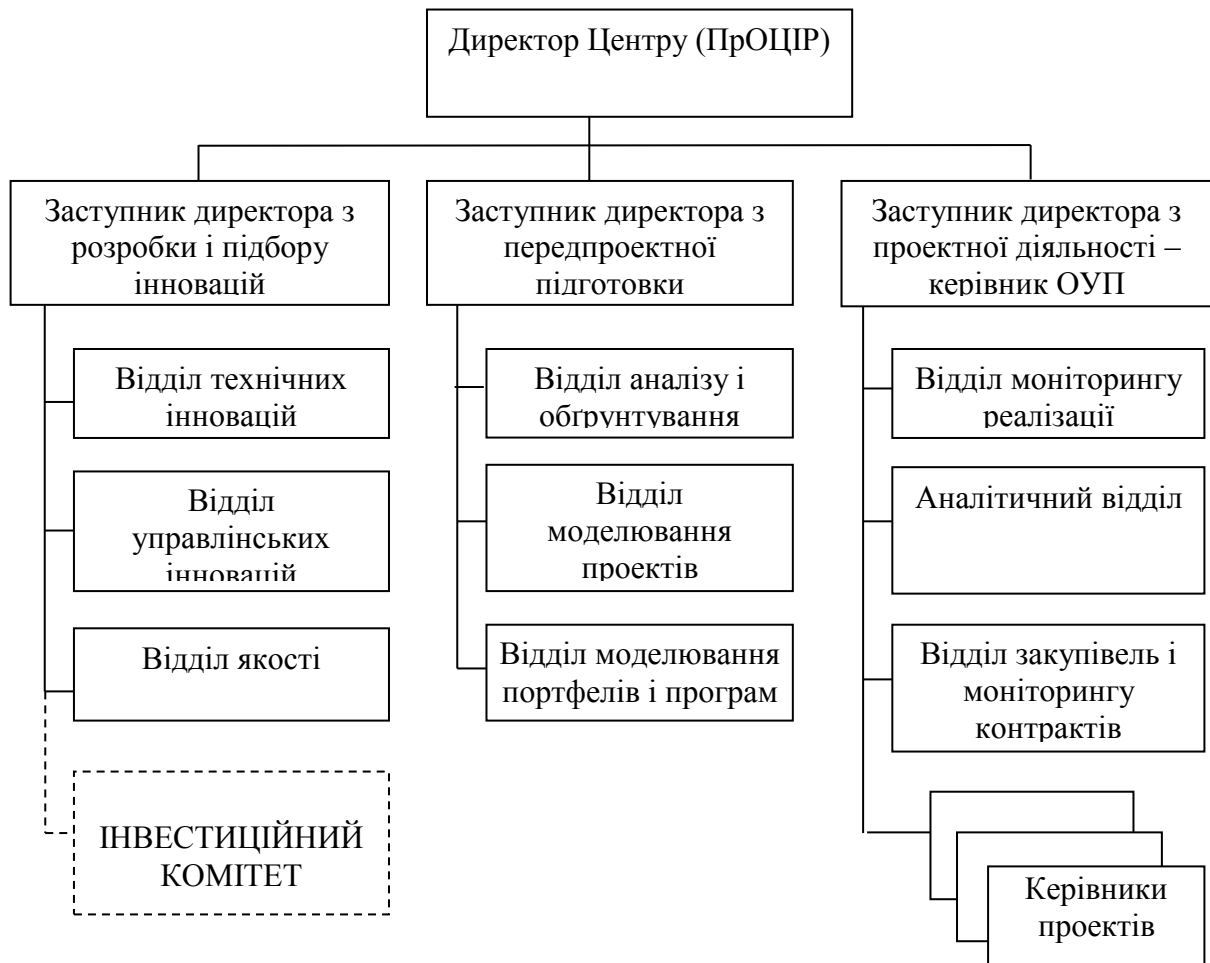 Директор Центру (ПрОЦІР)
Заступник директора з
розробки і підбору
інновацій
Заступник директора з
передпроектної
підготовки
Заступник директора з
проектної діяльності –
керівник ОУП
Відділ технічних
інновацій
Відділ
управлінських
інновацій
Відділ якості
ІНВЕСТИЦІЙНИЙ
КОМІТЕТ
Відділ аналізу і
обґрунтування
Відділ
моделювання
проектів
Відділ моделювання
портфелів і програм
Відділ моніторингу
реалізації
Аналітичний відділ
Відділ закупівель і
моніторингу
контрактів
Керівники
проектів